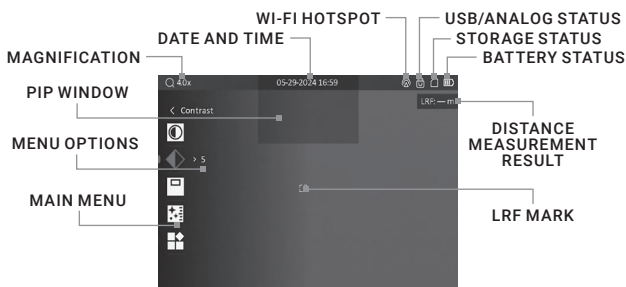 WI-FI HOTSPOT
USB/ANALOG STATUS
DATE AND TIME
STORAGE STATUS
MAGNIFICATION
BATTERY STATUS
4.0x
05-29-2024 16:59
PIP WINDOW
LRF: — m
< Contrast
DISTANCE
MEASUREMENT
RESULT
MENU OPTIONS
> 5
MAIN MENU
LRF MARK